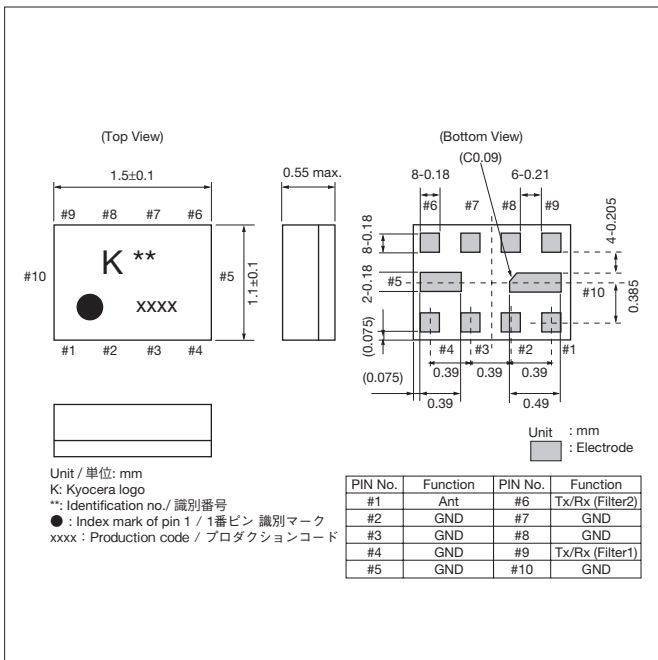 (Top View)
1.5±0.1
0.55 max.
#9 #8 #7 #6
#10
#5
1.1±0.1
K **
xxxx
#1 #2 #3 #4
(Bottom View)
(C0.09)
8-0.18
6-0.21
#6 #7 #8 #9
8-0.18
4-0.205
2-0.18
#5
#10
0.385
(0.075)
#4 #3 #2 #1
(0.075)
0.39 0.39 0.39
0.39
0.49
Unit : mm
: Electrode
Unit / 単位: mm
K: Kyocera logo
**: Identification no./ 識別番号
● : Index mark of pin 1 / 1番ピン 識別マーク
xxxx : Production code / プロダクションコード
PIN No. Function PIN No. Function
#1 Ant #6 Tx/Rx (Filter2)
#2 GND #7 GND
#3 GND #8 GND
#4 GND #9 Tx/Rx (Filter1)
#5 GND #10 GND